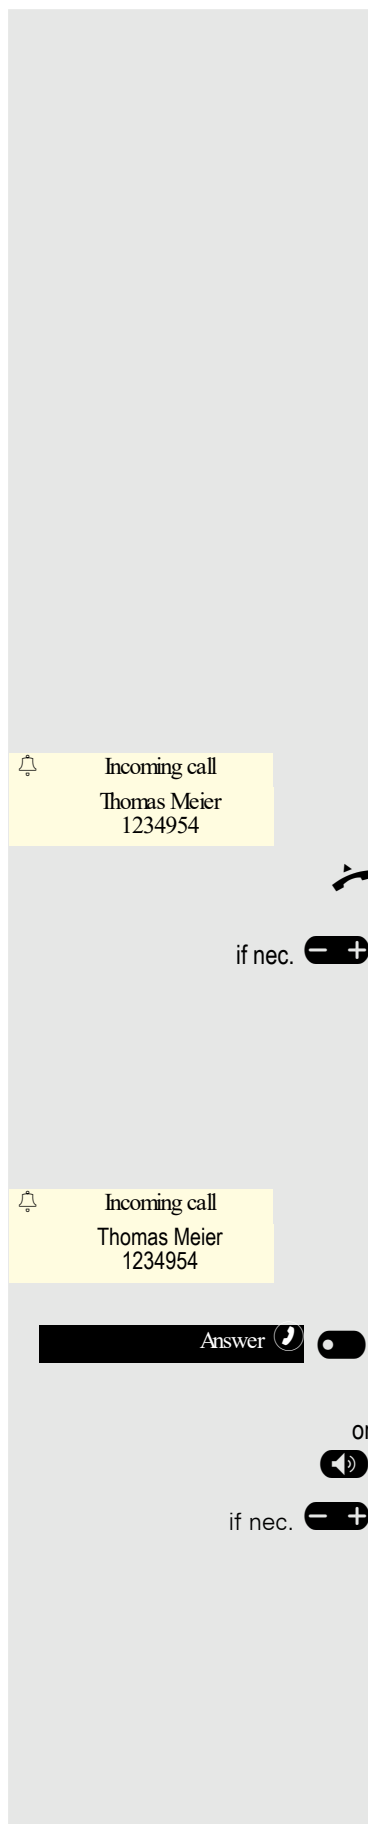 Incoming call
Thomas Meier
1234954
if nec.
Incoming call
Thomas Meier
1234954
Answer
or
if nec.